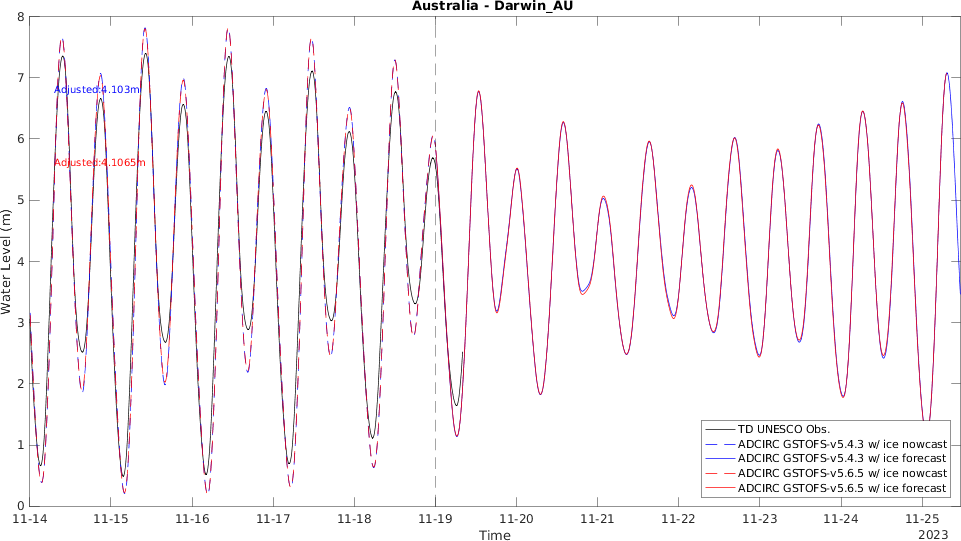 Australia - Darwin_AU
8
7
6
5
4
3
2
1
0
Water Level (m)
Adjusted:4.103m
Adjusted:4.1065m
TD UNESCO Obs.
ADCIRC GSTOFS-v5.4.3 w/ ice nowcast
ADCIRC GSTOFS-v5.4.3 w/ ice forecast
ADCIRC GSTOFS-v5.6.5 w/ ice nowcast
ADCIRC GSTOFS-v5.6.5 w/ ice forecast
11-14 11-15 11-16 11-17 11-18 11-19 11-20 11-21 11-22 11-23 11-24 11-25
Time
2023